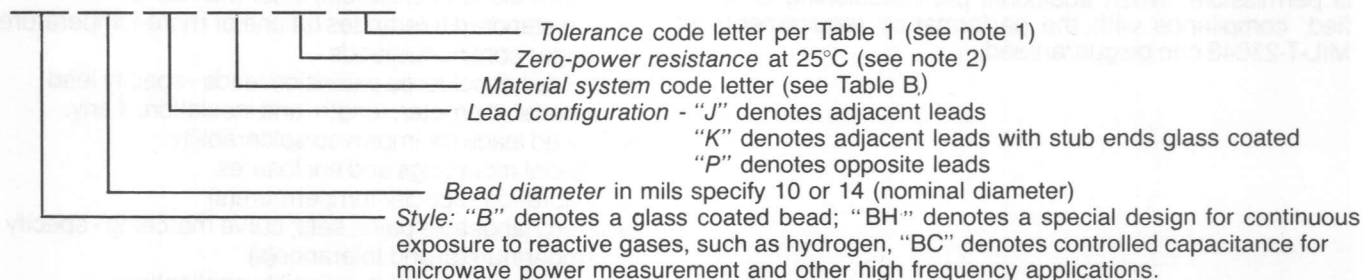 Tolerance code letter per Table 1 (see note 1)
Zero-power resistance at 25°C (see note 2)
Material system code letter (see Table B)
Lead configuration - "J" denotes adjacent leads
"K" denotes adjacent leads with stub ends glass coated
"P" denotes opposite leads
Bead diameter in mils specify 10 or 14 (nominal diameter)
Style: "B" denotes a glass coated bead; "BH" denotes a special design for continuous
exposure to reactive gases, such as hydrogen, "BC" denotes controlled capacitance for
microwave power measurement and other high frequency applications.